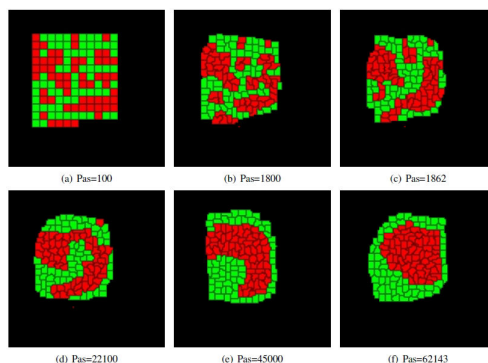 (a) Pas=100
(b) Pas=1800
(c) Pas=1862
(d) Pas=22100
(e) Pas=45000
(f) Pas=62143